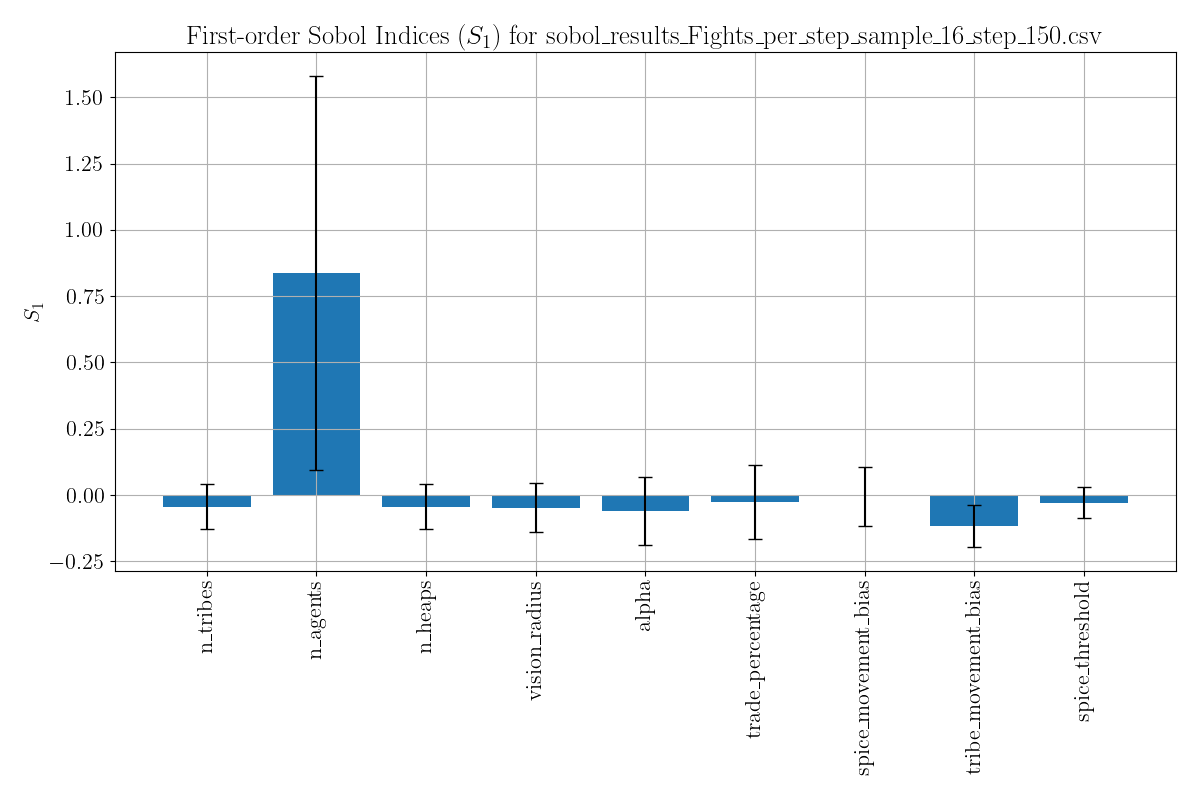 First-order Sobol Indices (S₁) for sobol_results_Fights_per_step_sample_16_step_150.csv
1.50
1.25
1.00
0.75
0.50
0.25
0.00
−0.25
S₁
n_tribes
n_agents
n_heaps
vision_radius
alpha
trade_percentage
spice_movement_bias
tribe_movement_bias
spice_threshold